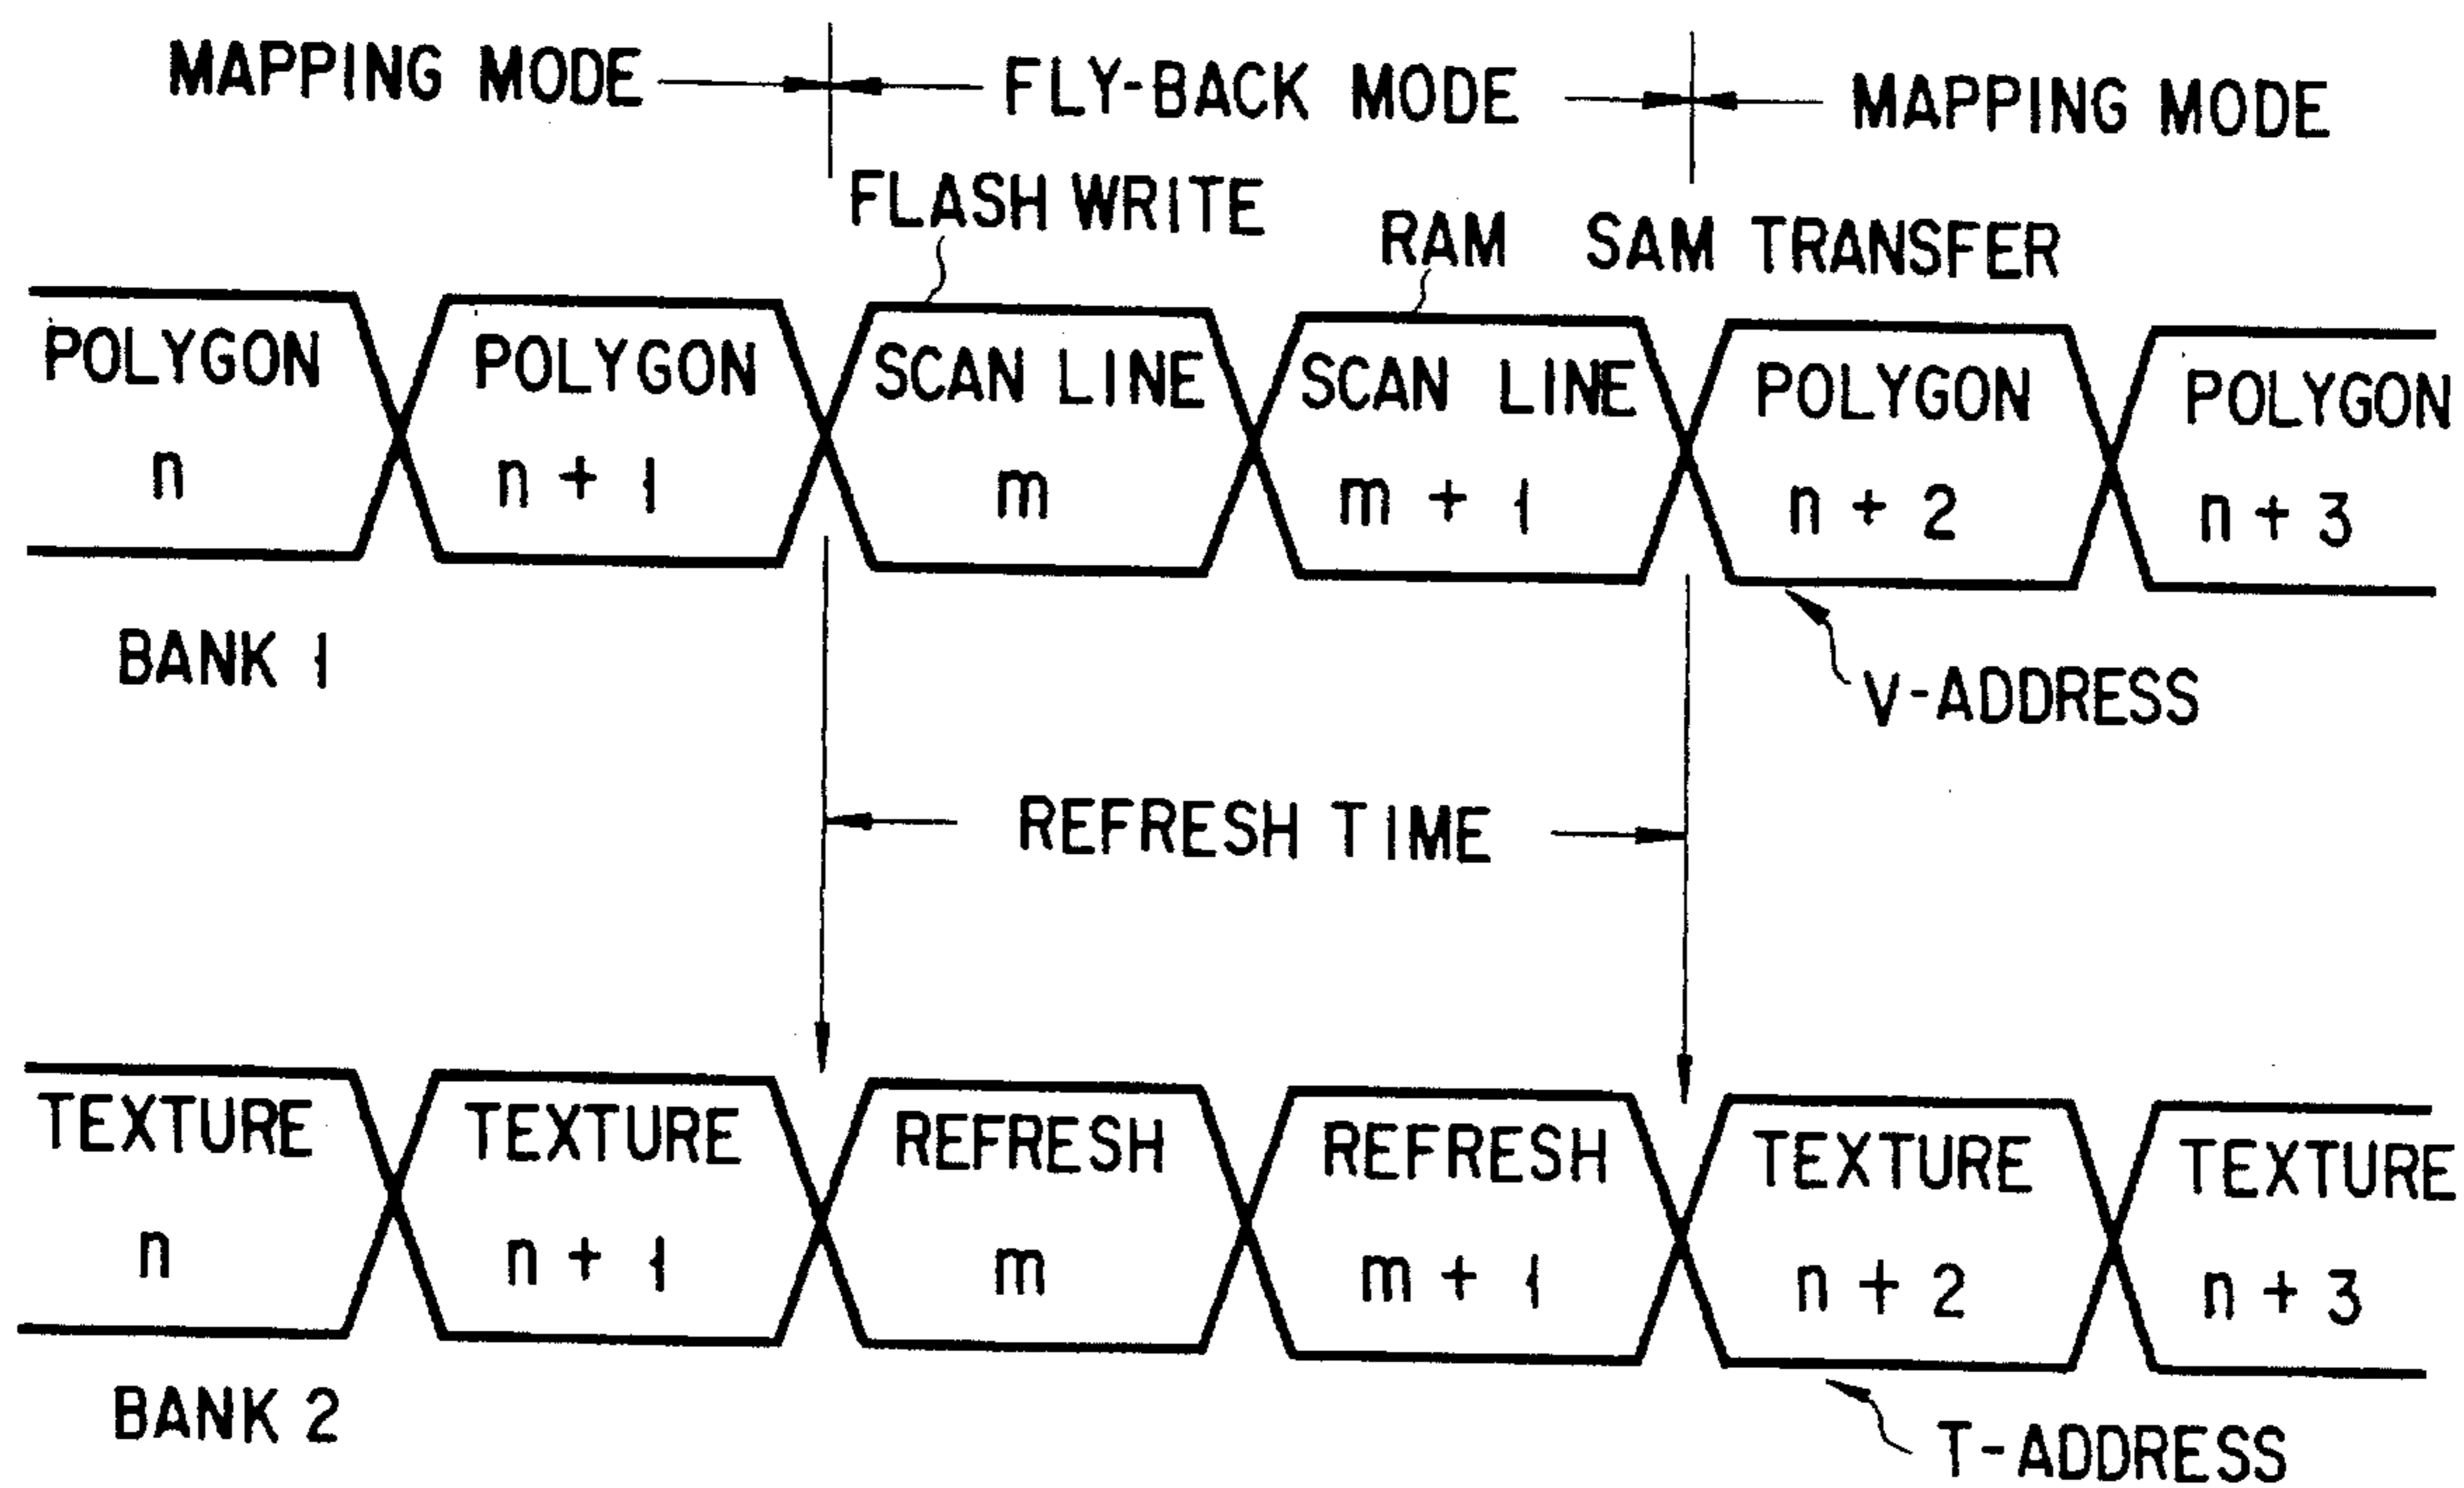 MAPPING MODE FLY-BACK MODE MAPPING MODE
FLASH WRITE
RAM SAM TRANSFER
POLYGON POLYGON SCAN LINE SCAN LINE POLYGON POLYGON
n n + 1 m m + 1 n + 2 n + 3
BANK 1
V-ADDRESS
REFRESH TIME
TEXTURE TEXTURE REFRESH REFRESH TEXTURE TEXTURE
n n + 1 m m + 1 n + 2 n + 3
BANK 2
T-ADDRESS